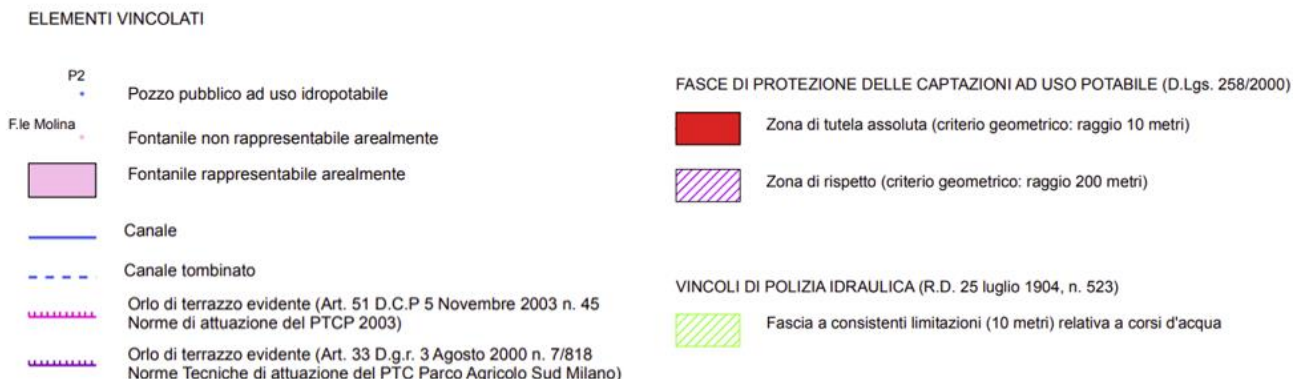 ELEMENTI VINCOLATI
P2
Pozzo pubblico ad uso idropotabile
F.le Molina
Fontanile non rappresentabile arealmente
Fontanile rappresentabile arealmente
Canale
Canale tombinato
Orlo di terrazzo evidente (Art. 51 D.C.P 5 Novembre 2003 n. 45
Norme di attuazione del PTCP 2003)
Orlo di terrazzo evidente (Art. 33 D.g.r. 3 Agosto 2000 n. 7/818
Norme Tecniche di attuazione del PTC Parco Agricolo Sud Milano)
FASCE DI PROTEZIONE DELLE CAPTAZIONI AD USO POTABILE (D.Lgs. 258/2000)
Zona di tutela assoluta (criterio geometrico: raggio 10 metri)
Zona di rispetto (criterio geometrico: raggio 200 metri)
VINCOLI DI POLIZIA IDRAULICA (R.D. 25 luglio 1904, n. 523)
Fascia a consistenti limitazioni (10 metri) relativa a corsi d'acqua